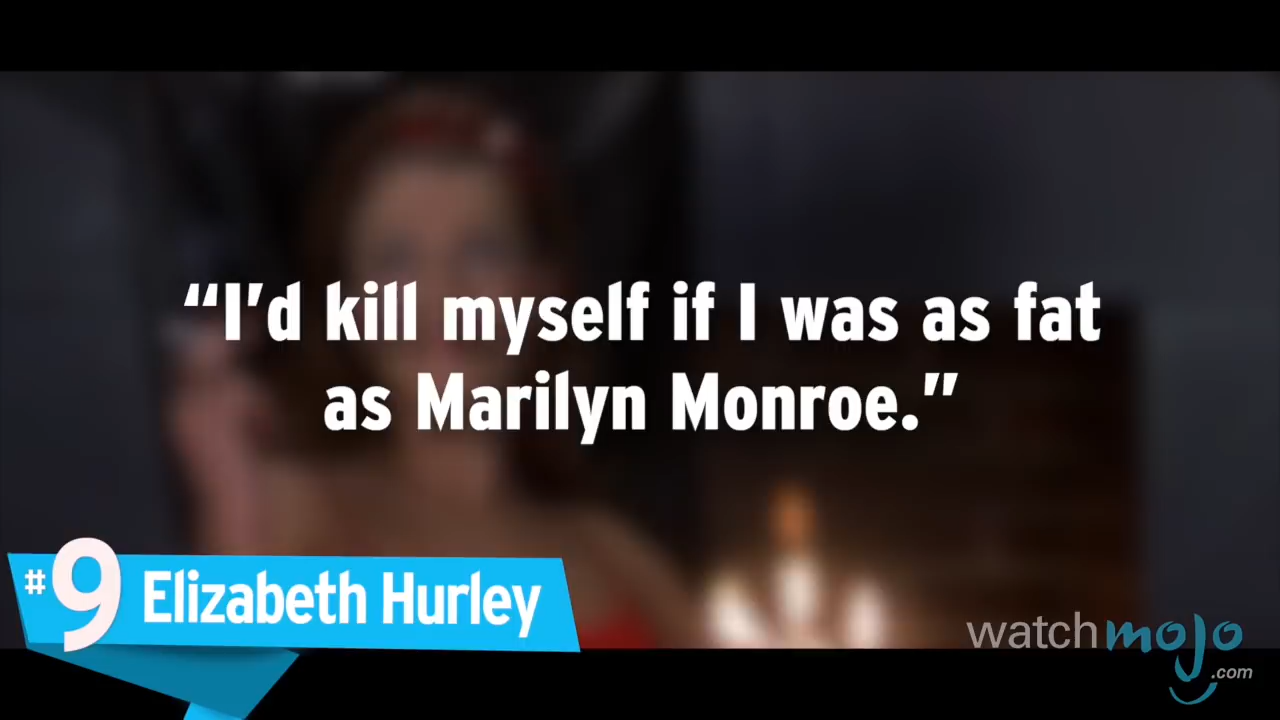 “I’d kill myself if I was as fat
as Marilyn Monroe.”
#9 Elizabeth Hurley
watchmojo
.com